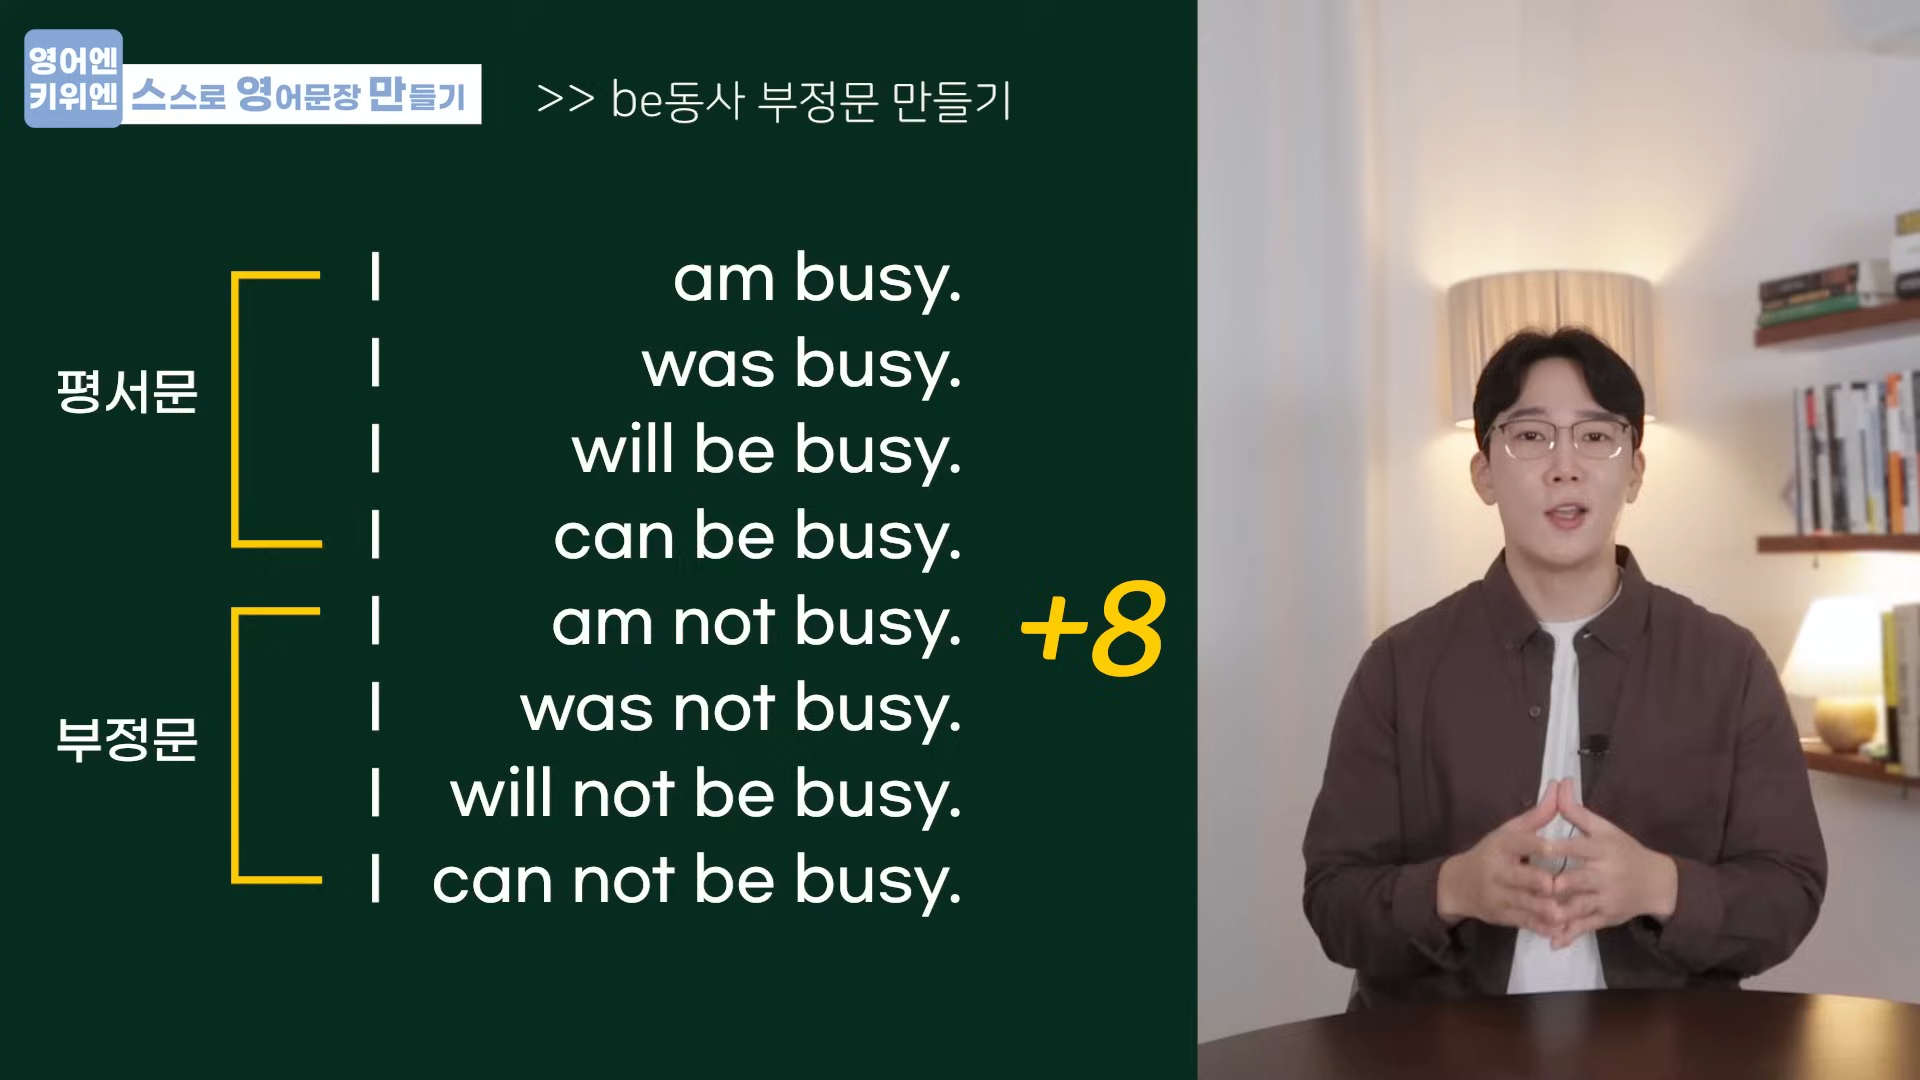 영어엔
키위엔
스스로 영어문장 만들기
>> be동사 부정문 만들기
평서문
I am busy.
I was busy.
I will be busy.
I can be busy.
부정문
I am not busy.
I was not busy.
I will not be busy.
I can not be busy.
+8